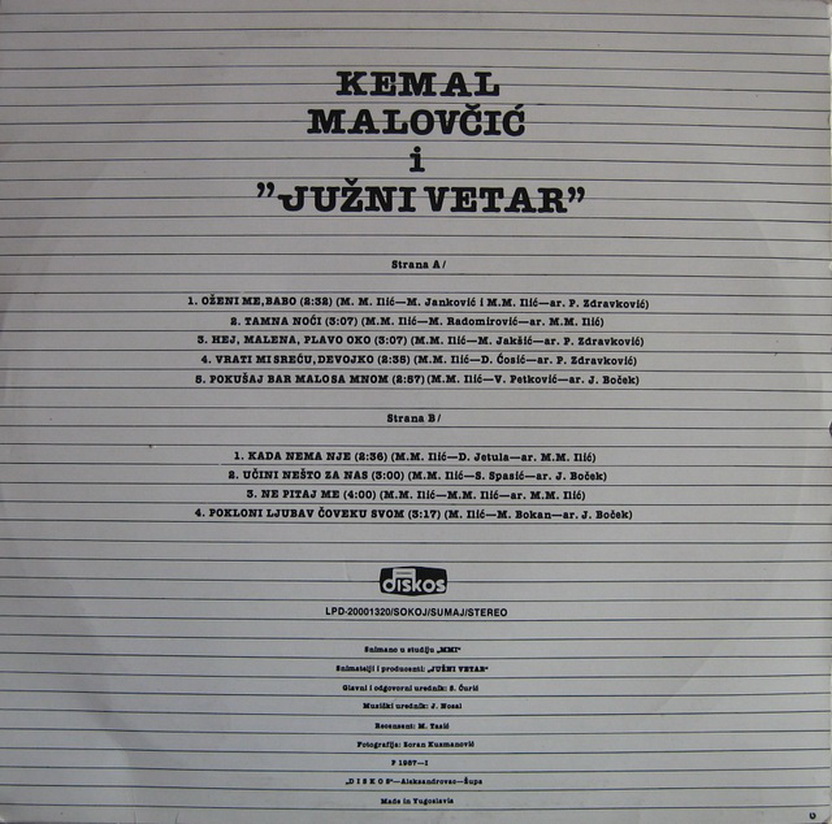 KEMAL
MALOVČIĆ
i
"JUŽNI VETAR"
Strana A/
1. OŽENI ME,BABO (2:32) (M. M. Ilić—M. Janković i M.M. Ilić—ar. P. Zdravković)
2. TAMNA NOĆI (3:07) (M.M. Ilić—M. Radomirović—ar. M.M. Ilić)
3. HEJ, MALENA, PLAVO OKO (3:07) (M.M. Ilić—M. Jakšić—ar. P. Zdravković)
4. VRATI MI SREĆU,DEVOJKO (2:35) (M.M. Ilić—D. Ćosić—ar. P. Zdravković)
5. POKUŠAJ BAR MALO SA MNOM (2:57) (M.M. Ilić—V. Petković—ar. J. Boček)
Strana B/
1. KADA NEMA NJE (2:36) (M.M. Ilić—D. Jetula—ar. M.M. Ilić)
2. UČINI NEŠTO ZA NAS (3:00) (M.M. Ilić—S. Spasić—ar. J. Boček)
3. NE PITAJ ME (4:00) (M.M. Ilić—M.M. Ilić—ar. M.M. Ilić)
4. POKLONI LJUBAV ČOVEKU SVOM (3:17) (M. Ilić—M. Bokan—ar. J. Boček)
diskos
LPD-20001320/SOKOJ/SUMAJ/STEREO
Snimano u studiju „MMI"
Snimatelji i producenti: „JUŽNI VETAR"
Glavni i odgovorni urednik: S. Ćurić
Muzički urednik: J. Nosal
Recenzent: M. Tasić
Fotografija: Zoran Kuzmanović
P 1987—I
„DISKOS"—Aleksandrovac—Župa
Made in Yugoslavia